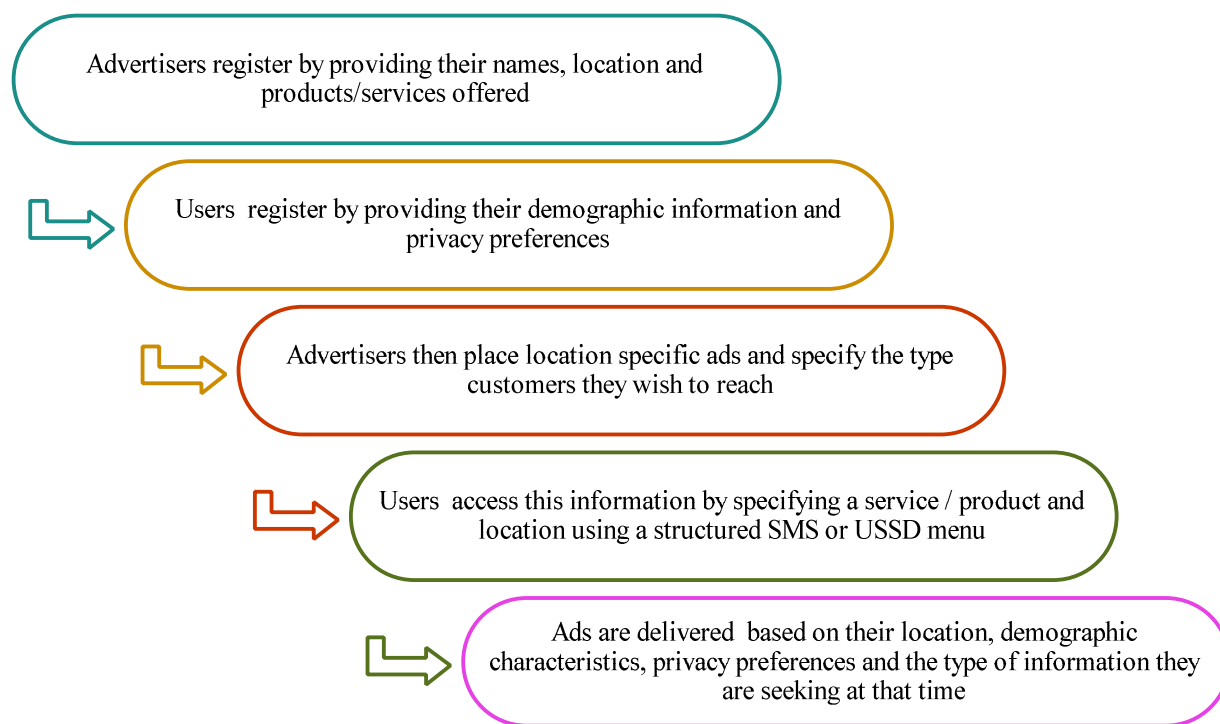 Advertisers register by providing their names, location and
products/services offered
Users  register by providing their demographic information and
privacy preferences
Advertisers then place location specific ads and specify the type
customers they wish to reach
Users  access this information by specifying a service / product and
location using a structured SMS or USSD menu
Ads are delivered  based on their location, demographic
characteristics, privacy preferences and the type of information they
are seeking at that time